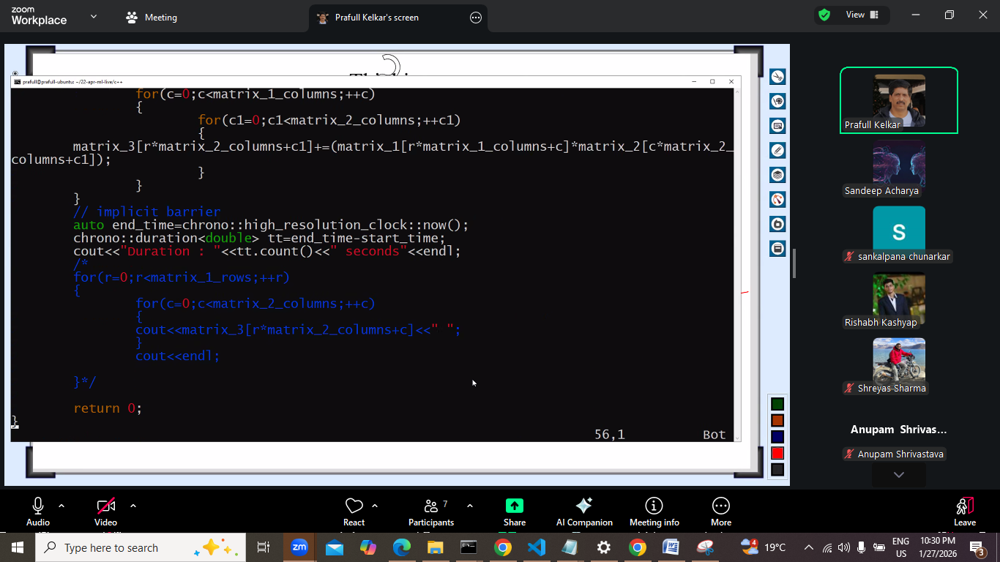 zoom
Workplace
Meeting
Prafull Kelkar's screen
View
prafull@prafull-ubuntu: ~/22-apr-ml-live/c++
for(c=0;c<matrix_1_columns;++c)
{
for(c1=0;c1<matrix_2_columns;++c1)
{
matrix_3[r*matrix_2_columns+c1]+=(matrix_1[r*matrix_1_columns+c]*matrix_2[c*matrix_2_
columns+c1]);
}
}
}
// implicit barrier
auto end_time=chrono::high_resolution_clock::now();
chrono::duration<double> tt=end_time-start_time;
cout<<"Duration : "<<tt.count()<<" seconds"<<endl;
/*
for(r=0;r<matrix_1_rows;++r)
{
for(c=0;c<matrix_2_columns;++c)
{
cout<<matrix_3[r*matrix_2_columns+c]<<" ";
}
cout<<endl;
}*/
return 0;
}
56,1 Bot
Prafull Kelkar
Sandeep Acharya
S
sankalpana chunarkar
Rishabh Kashyap
Shreyas Sharma
Anupam Shrivas...
Anupam Shrivastava
Audio
Video
React
Participants
7
Share
AI Companion
Meeting info
More
Leave
Type here to search
zm
4
19°C
ENG
US
10:30 PM
1/27/2026
3